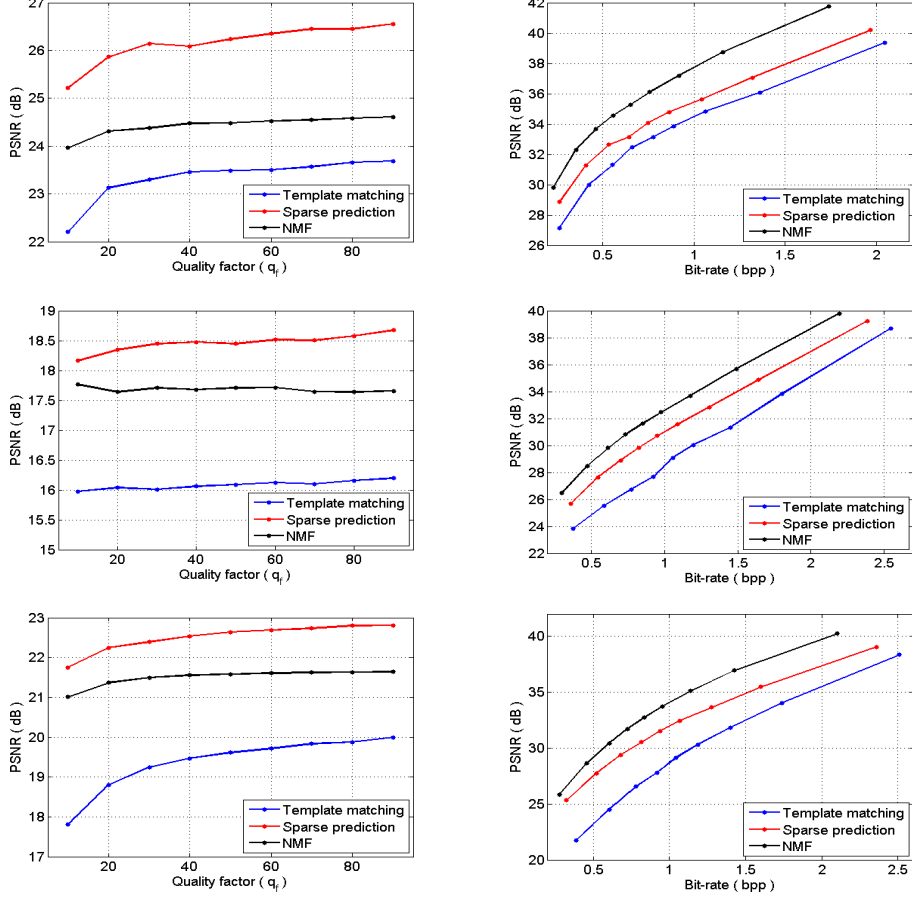 27
26
25
24
23
22
PSNR ( dB )
20 40 60 80
Quality factor ( q_f )
Template matching
Sparse prediction
NMF
42
40
38
36
34
32
30
28
26
PSNR ( dB )
0.5 1 1.5 2
Bit-rate ( bpp )
Template matching
Sparse prediction
NMF
19
18.5
18
17.5
17
16.5
16
15.5
15
PSNR ( dB )
20 40 60 80
Quality factor ( q_f )
Template matching
Sparse prediction
NMF
40
38
36
34
32
30
28
26
24
22
PSNR ( dB )
0.5 1 1.5 2 2.5
Bit-rate ( bpp )
Template matching
Sparse prediction
NMF
23
22
21
20
19
18
17
PSNR ( dB )
20 40 60 80
Quality factor ( q_f )
Template matching
Sparse prediction
NMF
40
35
30
25
20
PSNR ( dB )
0.5 1 1.5 2 2.5
Bit-rate ( bpp )
Template matching
Sparse prediction
NMF